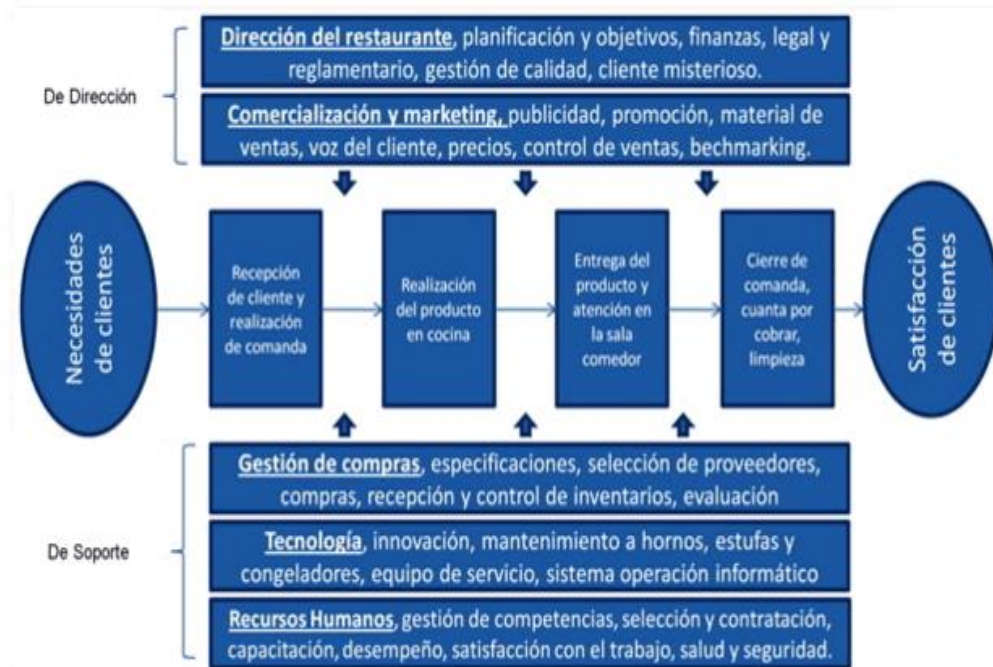 Dirección del restaurante, planificación y objetivos, finanzas, legal y
reglamentario, gestión de calidad, cliente misterioso.
De Dirección
Comercialización y marketing, publicidad, promoción, material de
ventas, voz del cliente, precios, control de ventas, bechmarking.
Necesidades
de clientes
Recepción
de cliente y
realización
de comanda
Realización
del producto
en cocina
Entrega del
producto y
atención en
la sala
comedor
Cierre de
comanda,
cuanta por
cobrar,
limpieza
Satisfacción
de clientes
Gestión de compras, especificaciones, selección de proveedores,
compras, recepción y control de inventarios, evaluación
De Soporte
Tecnología, innovación, mantenimiento a hornos, estufas y
congeladores, equipo de servicio, sistema operación informático
Recursos Humanos, gestión de competencias, selección y contratación,
capacitación, desempeño, satisfacción con el trabajo, salud y seguridad.